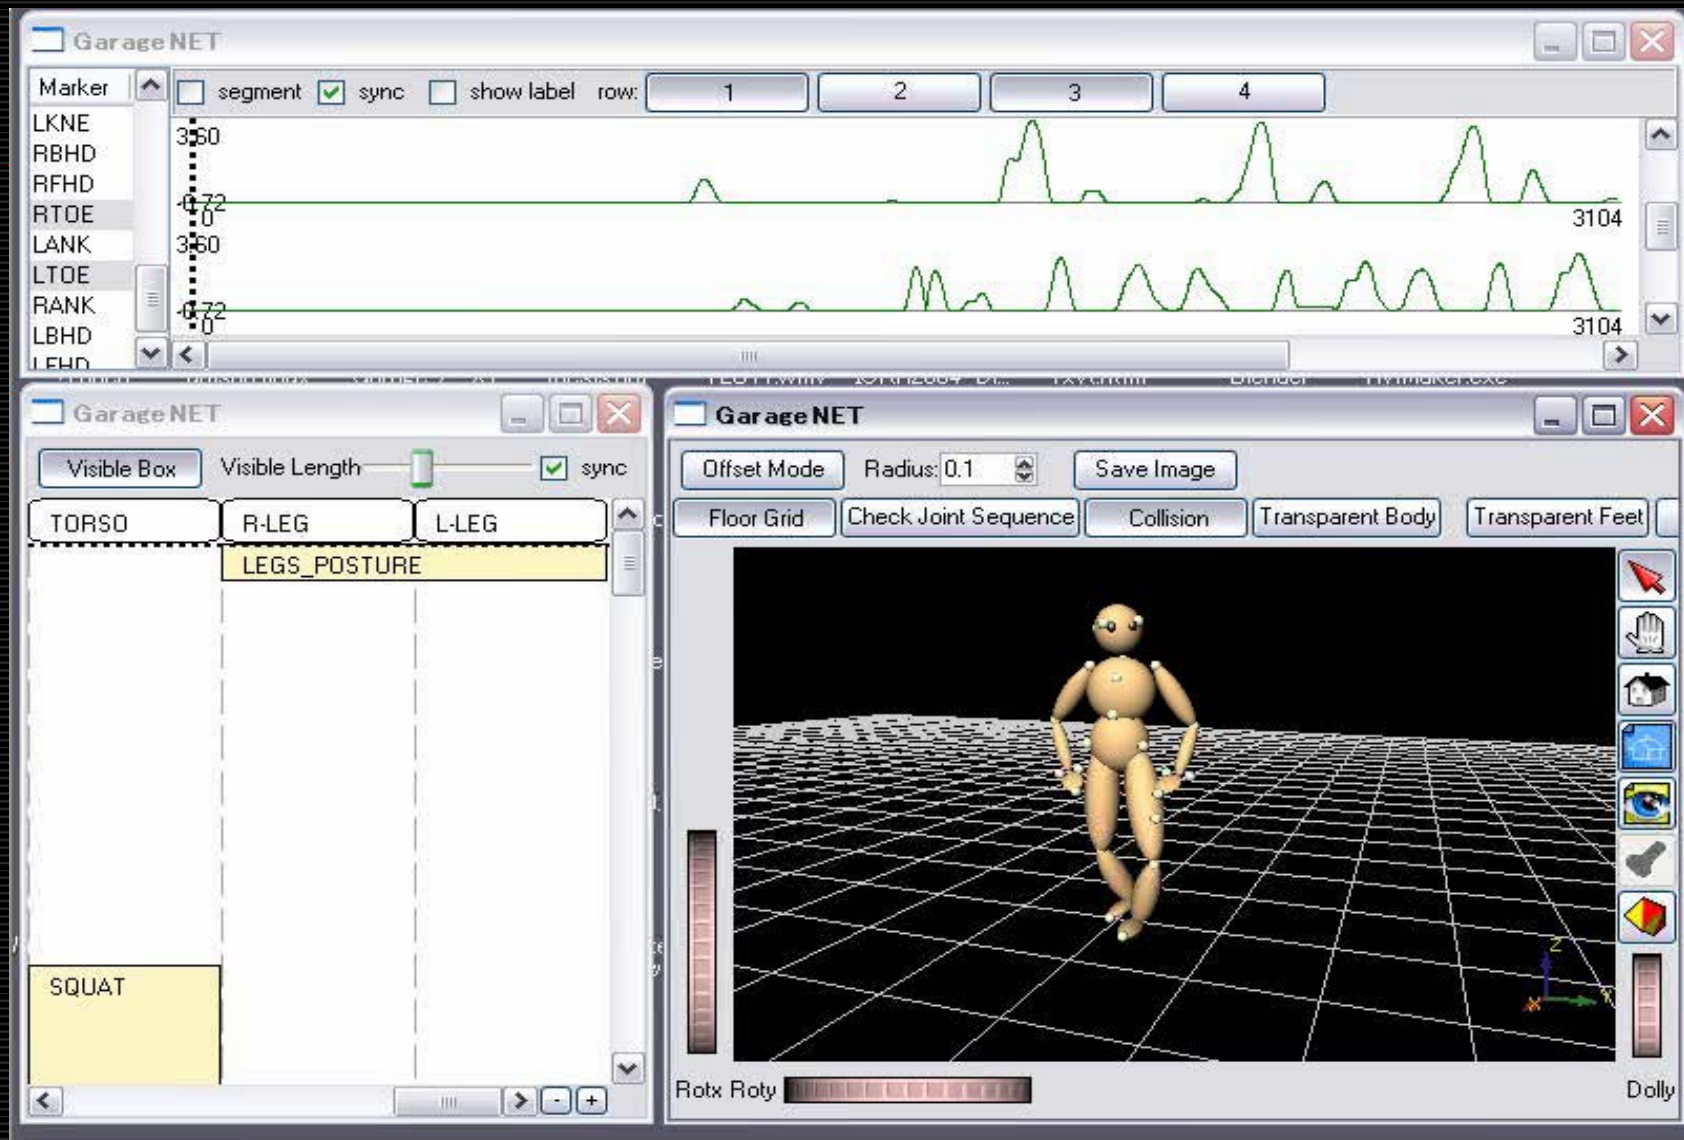 GarageNET
Marker segment sync show label row: 1 2 3 4
LKNE
RBHD
RFHD
RTOE
LANK
LTOE
RANK
LBHD
LFHD
3.60
-0.72
0 3104
3.60
-0.72
0 3104
Blender
GarageNET
Visible Box Visible Length sync
TORSO R-LEG L-LEG
LEGS_POSTURE
SQUAT
- +
GarageNET
Offset Mode Radius: 0.1 Save Image
Floor Grid Check Joint Sequence Collision Transparent Body Transparent Feet
Z
X Y
Rotx Roty Dolly